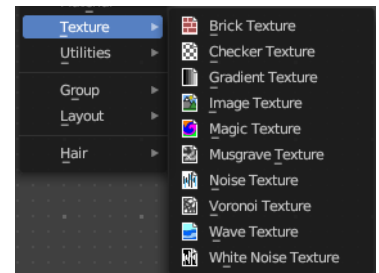 Texture
Utilities
Group
Layout
Hair
Brick Texture
Checker Texture
Gradient Texture
Image Texture
Magic Texture
Musgrave Texture
Noise Texture
Voronoi Texture
Wave Texture
White Noise Texture